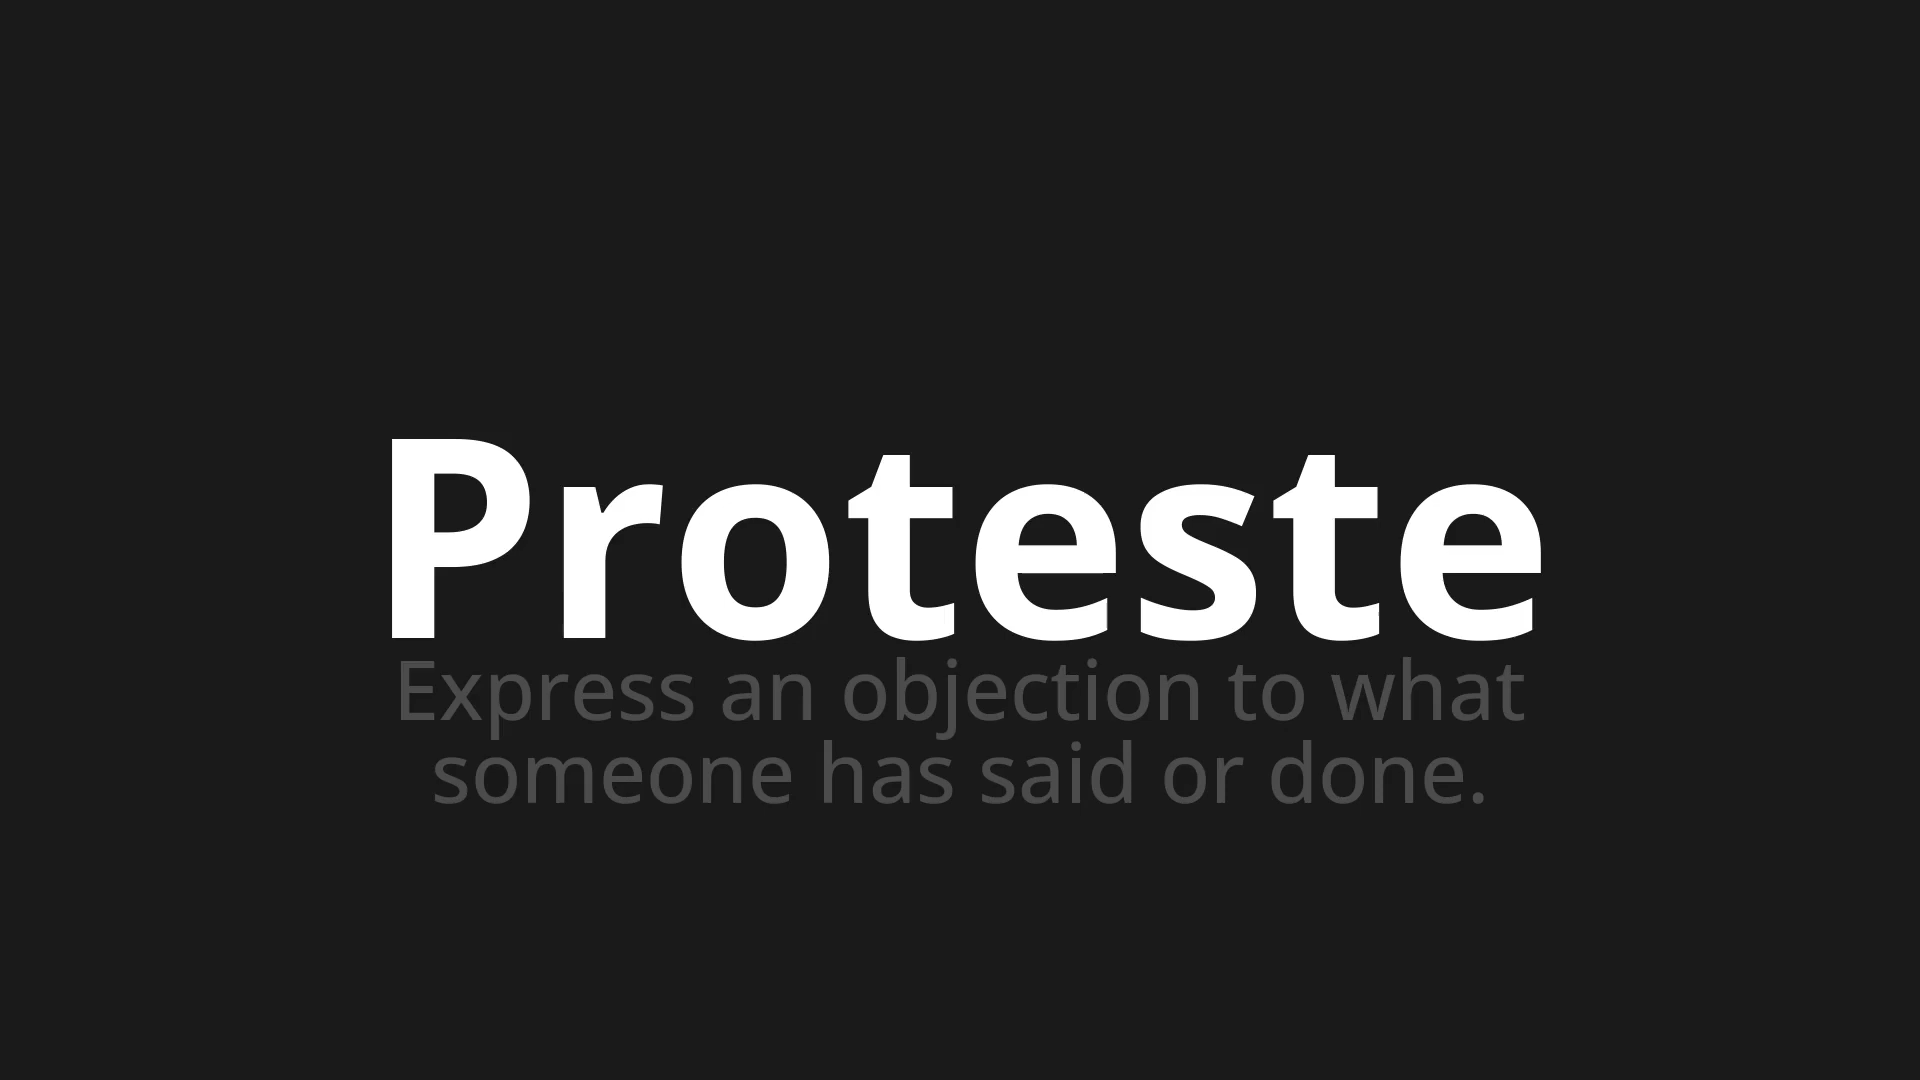 Proteste
Express an objection to what
someone has said or done.